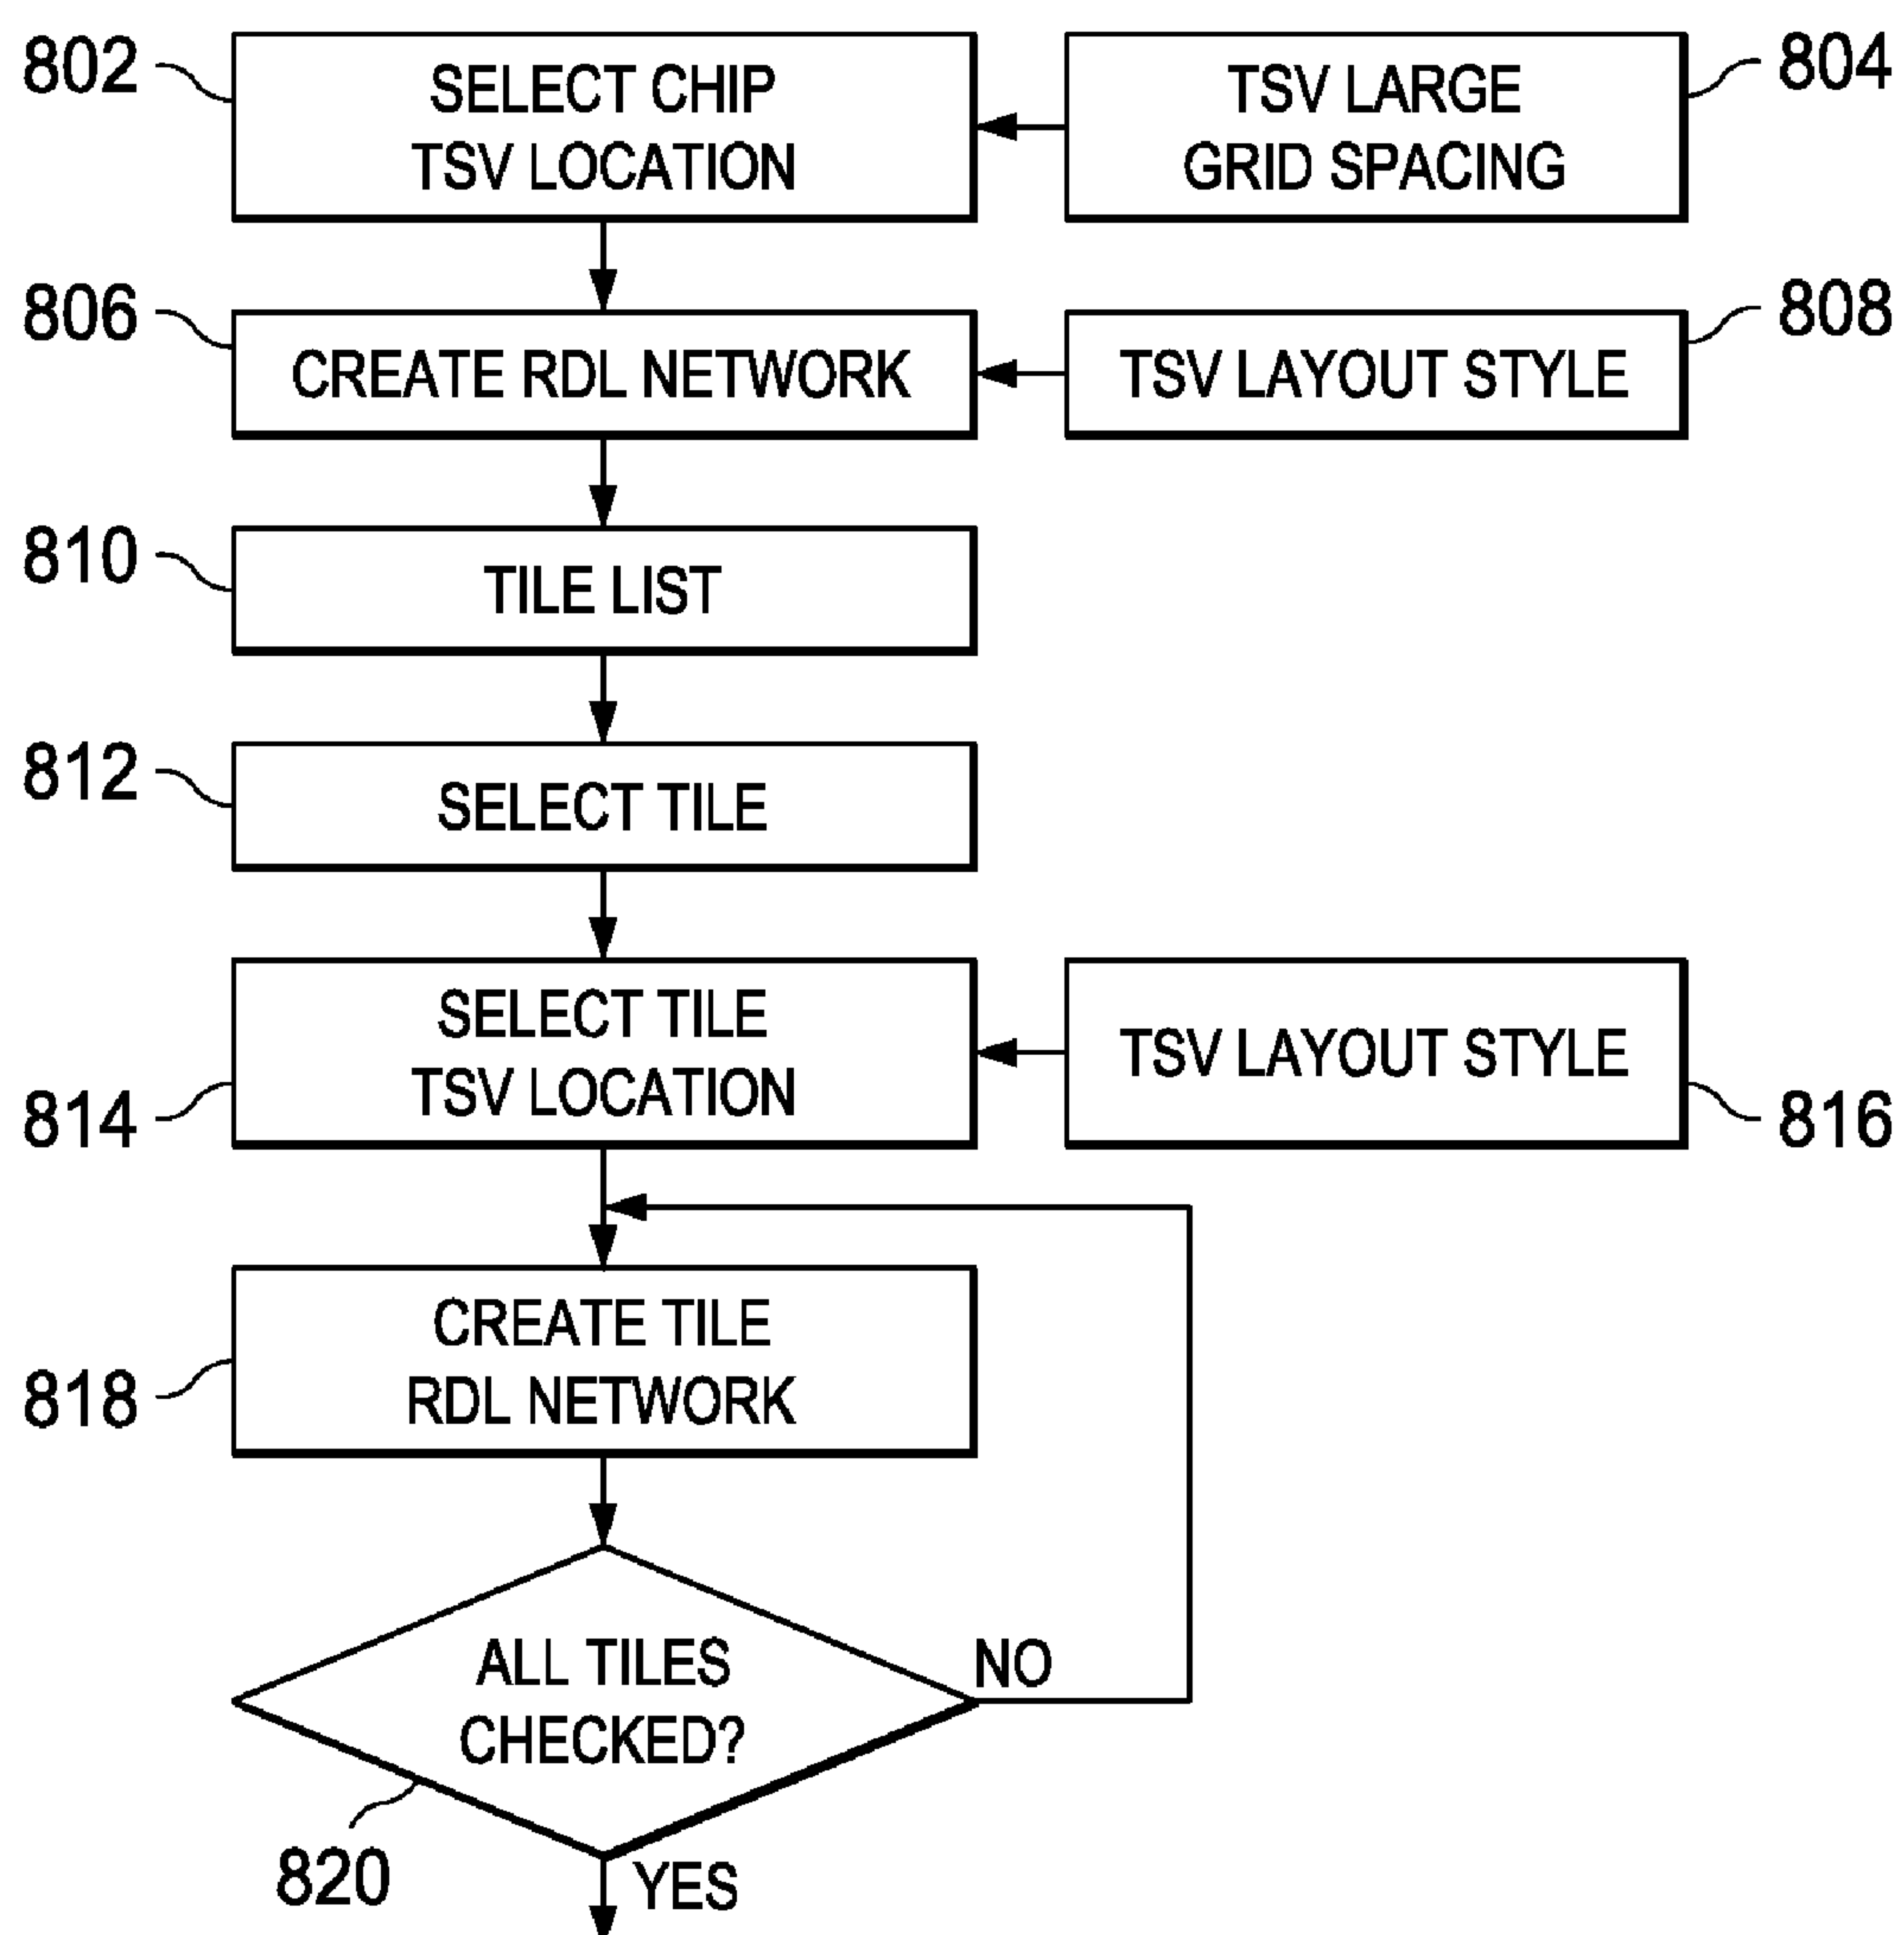 802
SELECT CHIP
TSV LOCATION
TSV LARGE
GRID SPACING
804
806
CREATE RDL NETWORK
TSV LAYOUT STYLE
808
810
TILE LIST
812
SELECT TILE
814
SELECT TILE
TSV LOCATION
TSV LAYOUT STYLE
816
818
CREATE TILE
RDL NETWORK
ALL TILES
CHECKED?
NO
820
YES